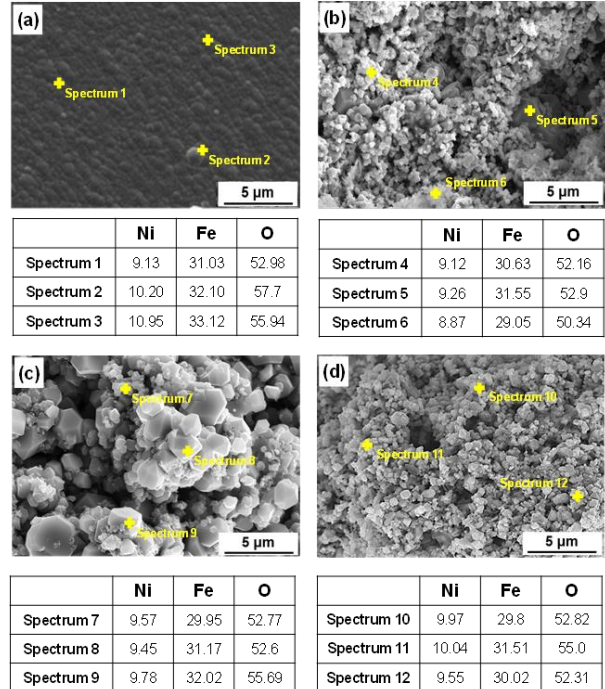 (a)
Spectrum 3
Spectrum 1
Spectrum 2
5 µm
(b)
Spectrum 4
Spectrum 5
Spectrum 6
5 µm
Ni Fe O
Spectrum 1 9.13 31.03 52.98
Spectrum 2 10.20 32.10 57.7
Spectrum 3 10.95 33.12 55.94
Ni Fe O
Spectrum 4 9.12 30.63 52.16
Spectrum 5 9.26 31.55 52.9
Spectrum 6 8.87 29.05 50.34
(c)
Spectrum 7
Spectrum 8
Spectrum 9
5 µm
(d)
Spectrum 10
Spectrum 11
Spectrum 12
5 µm
Ni Fe O
Spectrum 7 9.57 29.95 52.77
Spectrum 8 9.45 31.17 52.6
Spectrum 9 9.78 32.02 55.69
Ni Fe O
Spectrum 10 9.97 29.8 52.82
Spectrum 11 10.04 31.51 55.0
Spectrum 12 9.55 30.02 52.31